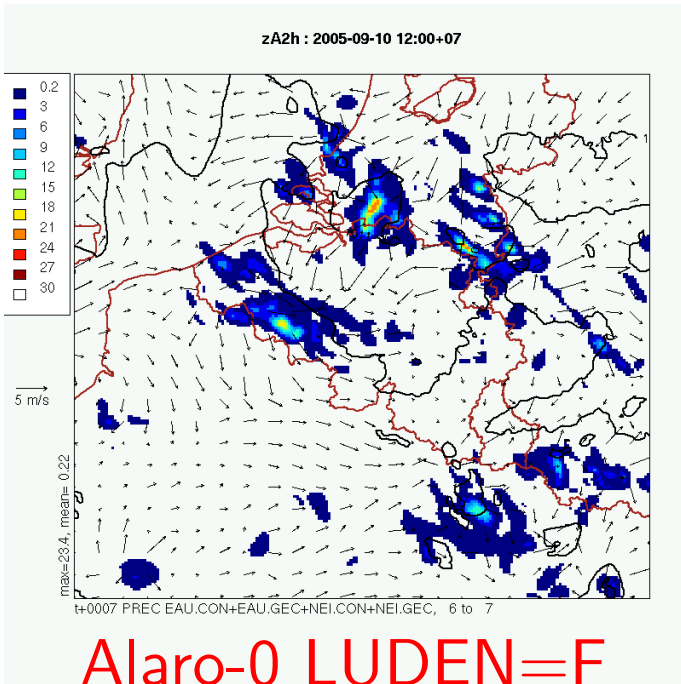 zA2h : 2005-09-10 12:00+07
0.2
3
6
9
12
15
18
21
24
27
30
5 m/s
max=23.4, mean= 0.22
t+0007 PREC EAU.CON+EAU.GEC+NEI.CON+NEI.GEC, 6 to 7
Alaro-0 LUDEN=F